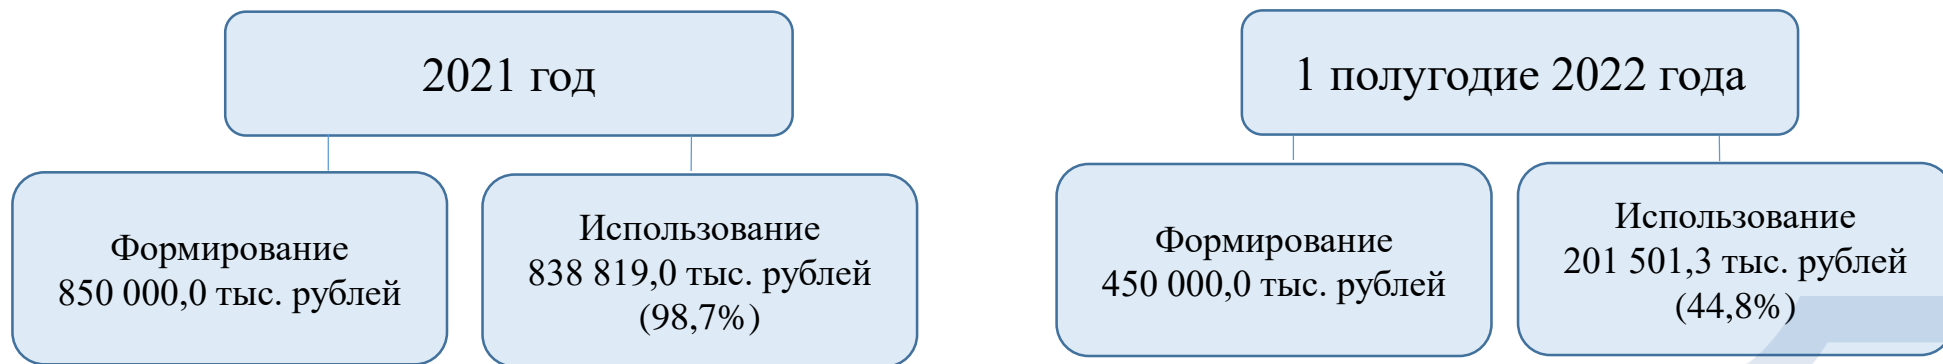 2021 год
Формирование
850 000,0 тыс. рублей
Использование
838 819,0 тыс. рублей
(98,7%)
1 полугодие 2022 года
Формирование
450 000,0 тыс. рублей
Использование
201 501,3 тыс. рублей
(44,8%)